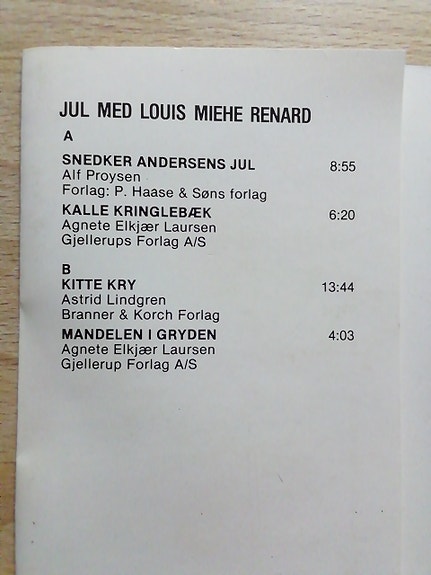 JUL MED LOUIS MIEHE RENARD
A
SNEDKER ANDERSENS JUL 8:55
Alf Proysen
Forlag: P. Haase & Søns forlag
KALLE KRINGLEBÆK 6:20
Agnete Elkjær Laursen
Gjellerups Forlag A/S
B
KITTE KRY 13:44
Astrid Lindgren
Branner & Korch Forlag
MANDELEN I GRYDEN 4:03
Agnete Elkjær Laursen
Gjellerup Forlag A/S